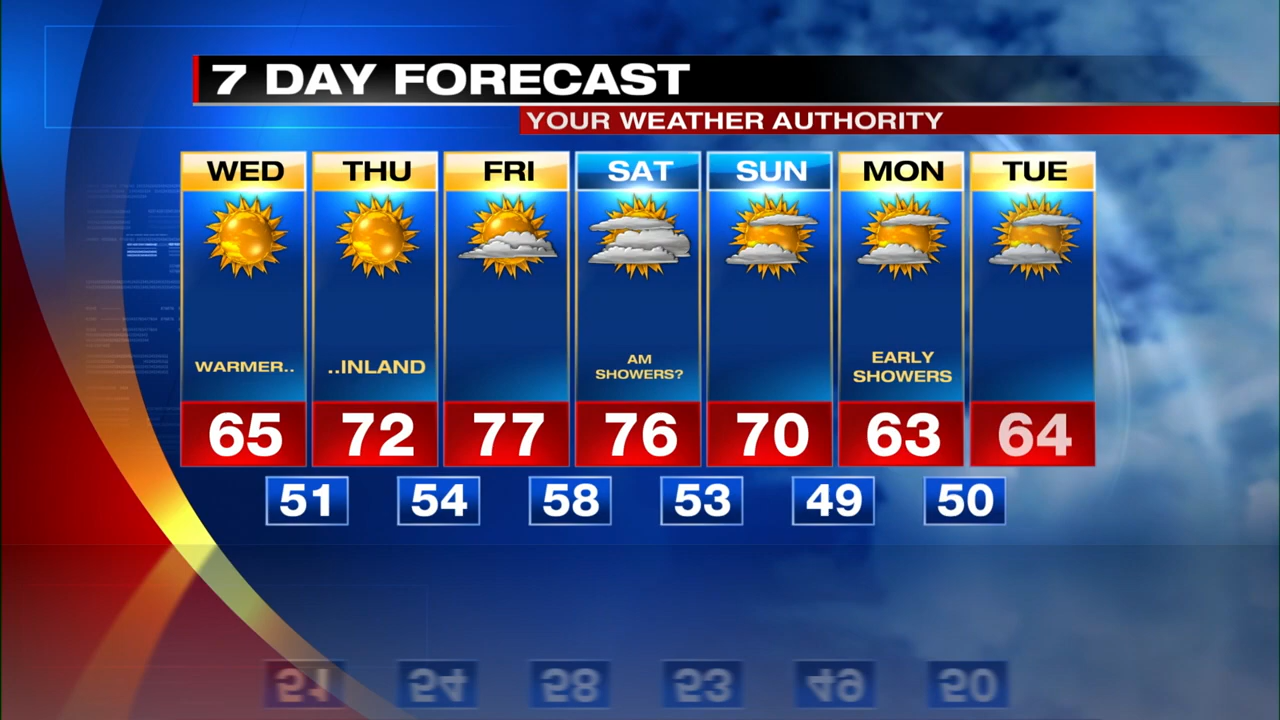 7 DAY FORECAST
YOUR WEATHER AUTHORITY
WED THU FRI SAT SUN MON TUE
WARMER.. ..INLAND AM SHOWERS? EARLY SHOWERS
65 72 77 76 70 63 64
51 54 58 53 49 50